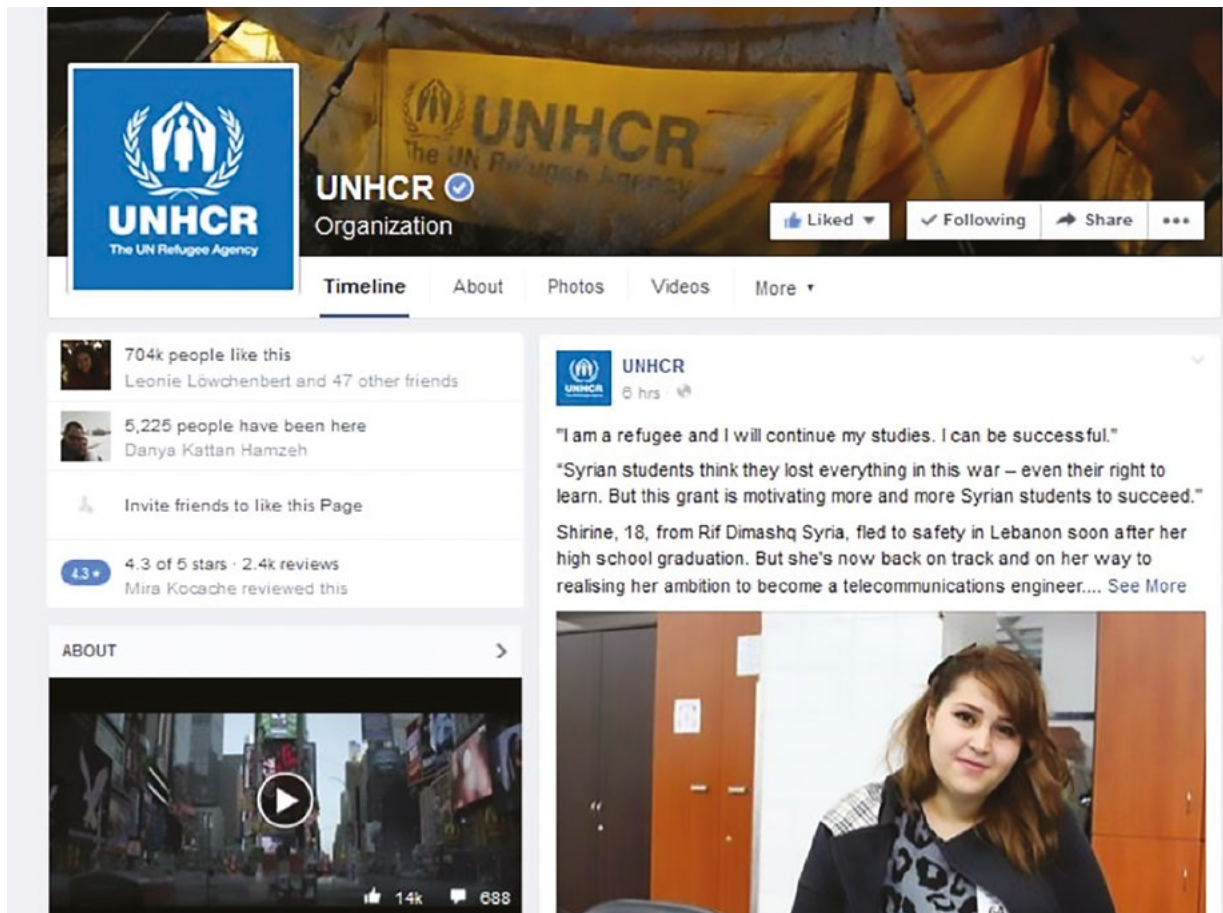 UNHCR
The UN Refugee Agency
UNHCR
The UN Refugee Agency
UNHCR
Organization
Liked
Following
Share
Timeline
About
Photos
Videos
More
704k people like this
Leonie Löwchenbert and 47 other friends
5,225 people have been here
Danya Kattan Hamzeh
Invite friends to like this Page
4.3
4.3 of 5 stars · 2.4k reviews
Mira Kocache reviewed this
ABOUT
14k
688
UNHCR
UNHCR
6 hrs ·
"I am a refugee and I will continue my studies. I can be successful."
"Syrian students think they lost everything in this war – even their right to
learn. But this grant is motivating more and more Syrian students to succeed."
Shirine, 18, from Rif Dimashq Syria, fled to safety in Lebanon soon after her
high school graduation. But she's now back on track and on her way to
realising her ambition to become a telecommunications engineer.... See More